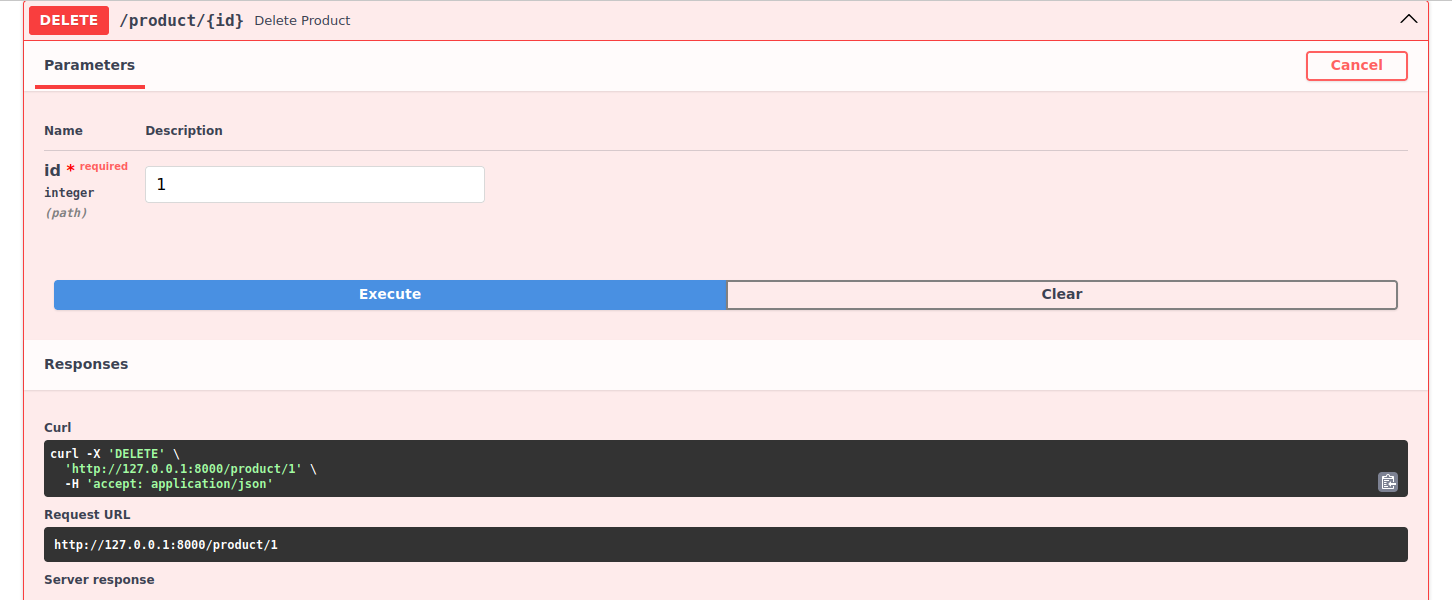 DELETE /product/{id} Delete Product
Parameters Cancel
Name Description
id * required 1
integer
(path)
Execute Clear
Responses
Curl
curl -X 'DELETE' \
'http://127.0.0.1:8000/product/1' \
-H 'accept: application/json'
Request URL
http://127.0.0.1:8000/product/1
Server response